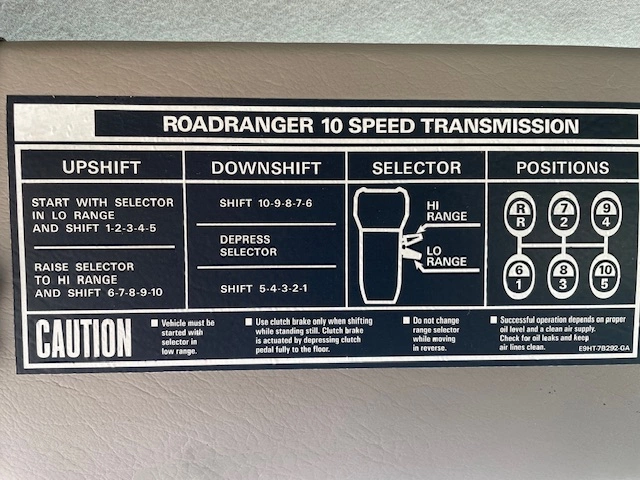 ROADRANGER 10 SPEED TRANSMISSION
UPSHIFT
START WITH SELECTOR
IN LO RANGE
AND SHIFT 1-2-3-4-5
RAISE SELECTOR
TO HI RANGE
AND SHIFT 6-7-8-9-10
DOWNSHIFT
SHIFT 10-9-8-7-6
DEPRESS
SELECTOR
SHIFT 5-4-3-2-1
SELECTOR
HI
RANGE
LO
RANGE
POSITIONS
R 7 9
R 2 4
6 8 10
1 3 5
CAUTION
■ Vehicle must be
started with
selector in
low range.
■ Use clutch brake only when shifting
while standing still. Clutch brake
is actuated by depressing clutch
pedal fully to the floor.
■ Do not change
range selector
while moving
in reverse.
■ Successful operation depends on proper
oil level and a clean air supply.
Check for oil leaks and keep
air lines clean.
E9HT-7B292-GA